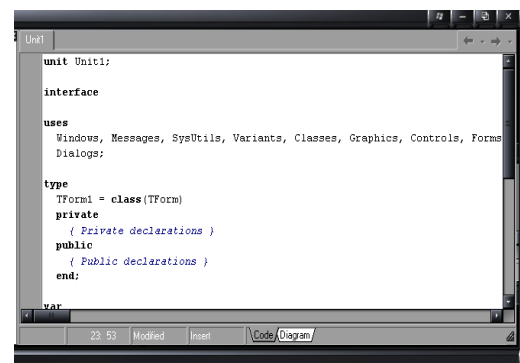 Unit1
unit Unit1;
interface
uses
Windows, Messages, SysUtils, Variants, Classes, Graphics, Controls, Forms
Dialogs;
type
TForm1 = class(TForm)
private
{ Private declarations }
public
{ Public declarations }
end;
var
23: 53 Modified Insert Code Diagram